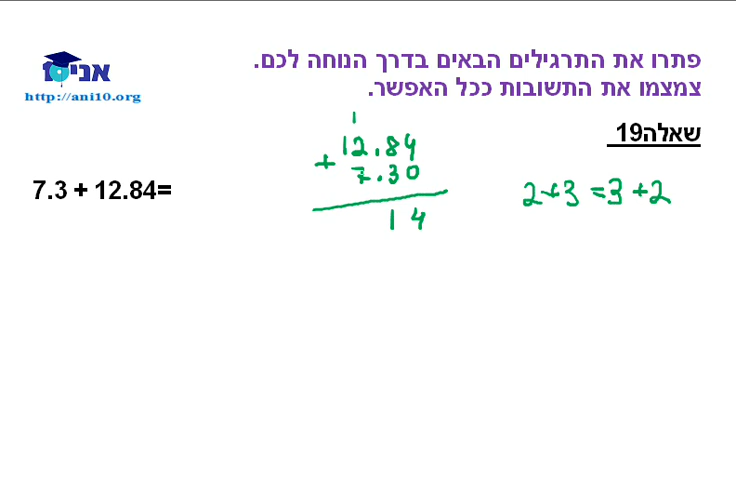 פתרו את התרגילים הבאים בדרך הנוחה לכם.
צמצמו את התשובות ככל האפשר.
שאלה19
אני10
http://ani10.org
7.3 + 12.84=
1
12.84
+ 7.30
14
2+3 =3 +2